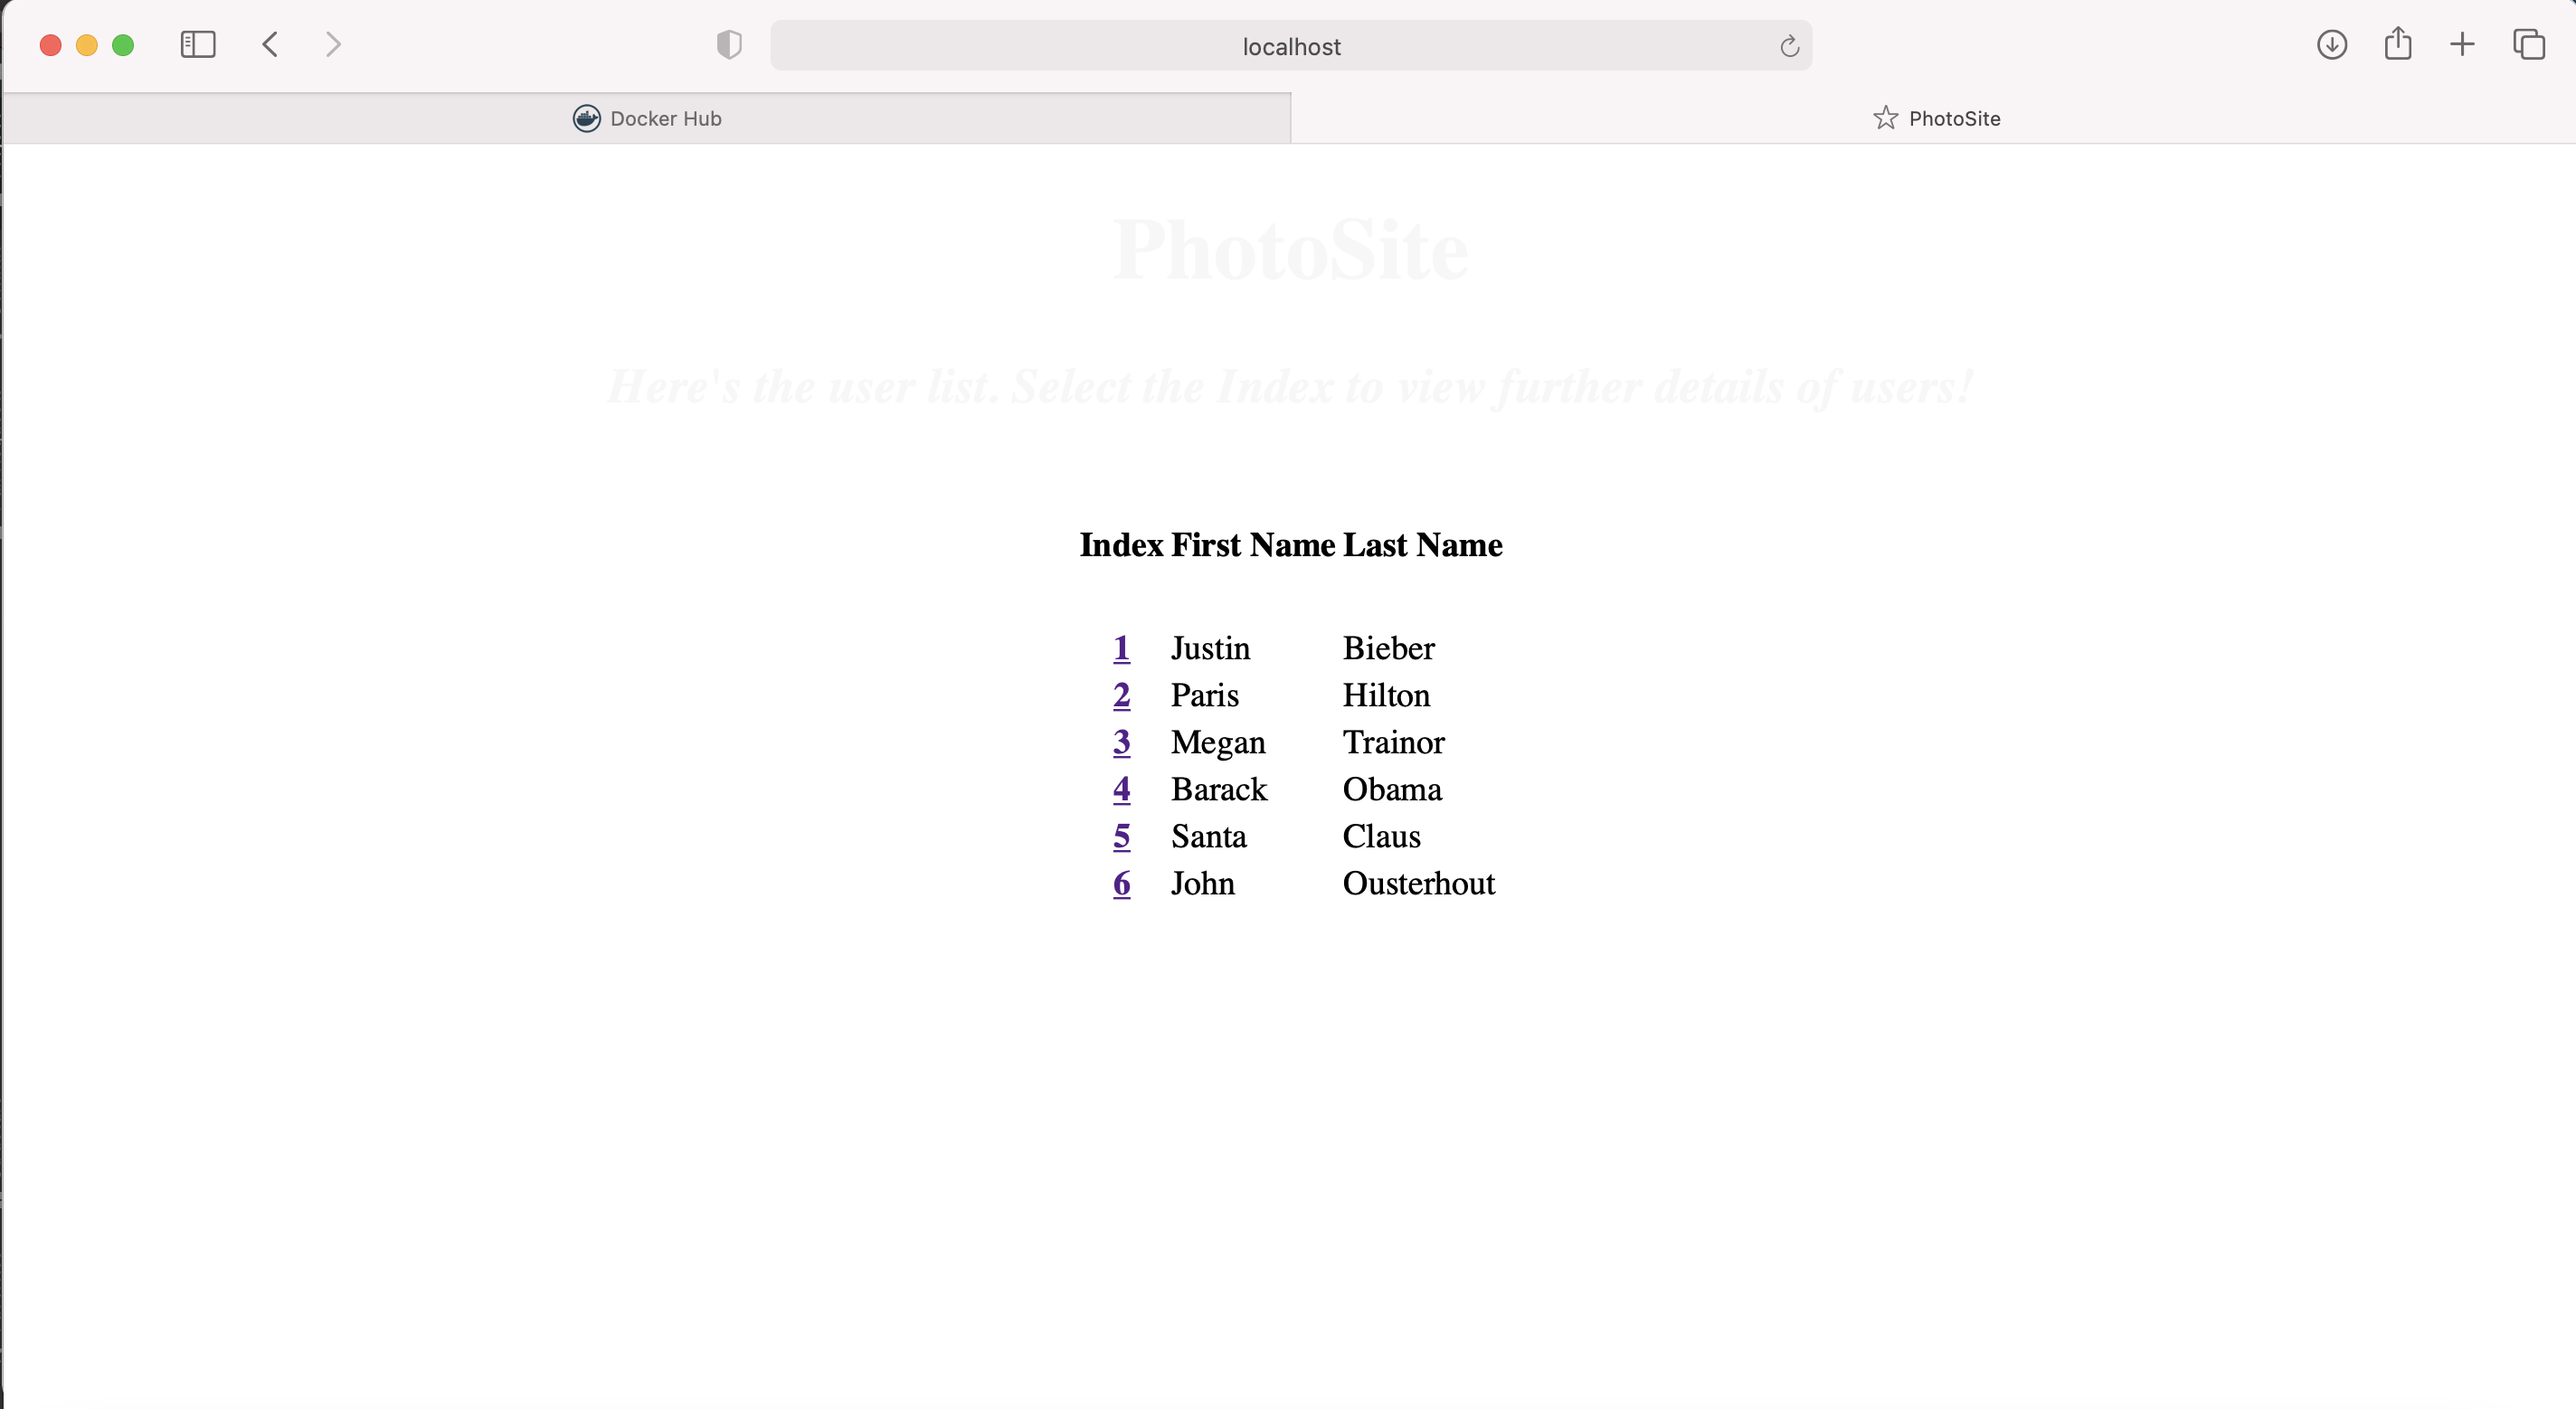 localhost
Docker Hub
PhotoSite
PhotoSite
Here's the user list. Select the Index to view further details of users!
Index First Name Last Name
1 Justin Bieber
2 Paris Hilton
3 Megan Trainor
4 Barack Obama
5 Santa Claus
6 John Ousterhout